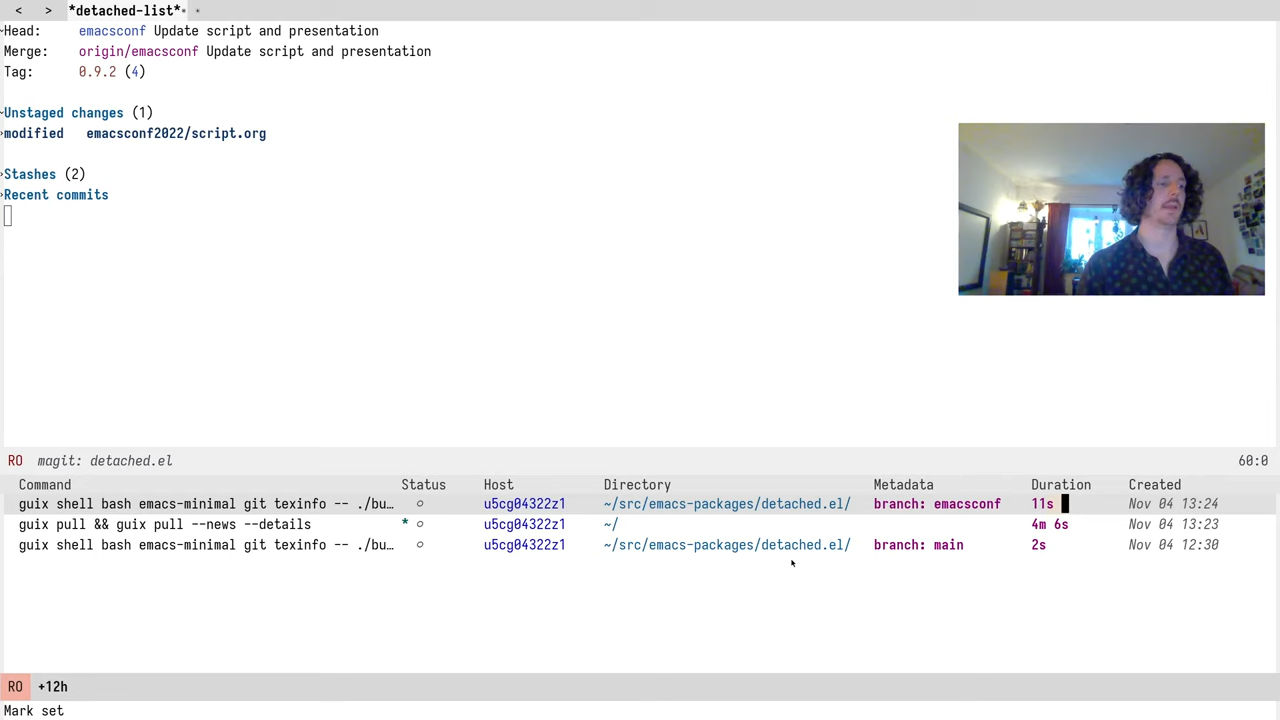 < > *detached-list*
Head: emacsconf Update script and presentation
Merge: origin/emacsconf Update script and presentation
Tag: 0.9.2 (4)
Unstaged changes (1)
modified emacsconf2022/script.org
Stashes (2)
Recent commits
RO magit: detached.el 60:0
Command Status Host Directory Metadata Duration Created
guix shell bash emacs-minimal git texinfo -- ./bu… ○ u5cg04322z1 ~/src/emacs-packages/detached.el/ branch: emacsconf 11s Nov 04 13:24
guix pull && guix pull --news --details * ○ u5cg04322z1 ~/ 4m 6s Nov 04 13:23
guix shell bash emacs-minimal git texinfo -- ./bu… ○ u5cg04322z1 ~/src/emacs-packages/detached.el/ branch: main 2s Nov 04 12:30
RO +12h
Mark set